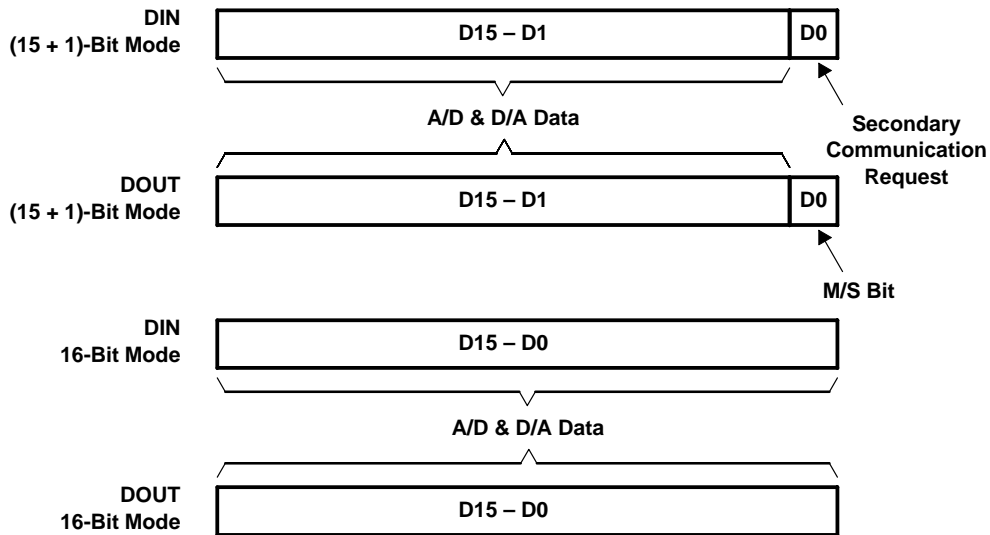 DIN
(15 + 1)-Bit Mode
D15 – D1
D0
A/D & D/A Data
Secondary
Communication
Request
DOUT
(15 + 1)-Bit Mode
D15 – D1
D0
M/S Bit
DIN
16-Bit Mode
D15 – D0
A/D & D/A Data
DOUT
16-Bit Mode
D15 – D0